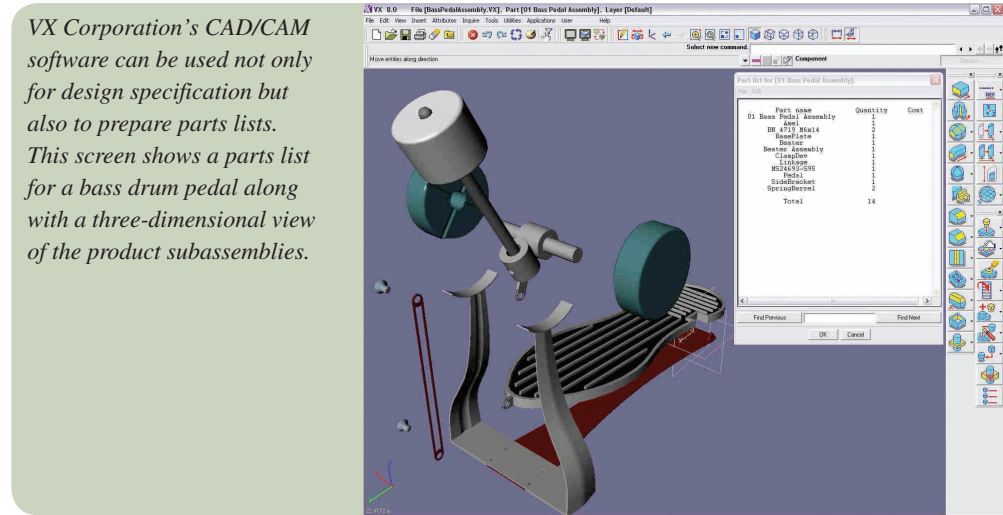 VX Corporation's CAD/CAM
software can be used not only
for design specification but
also to prepare parts lists.
This screen shows a parts list
for a bass drum pedal along
with a three-dimensional view
of the product subassemblies.
VX 8.0 File [BassPedalAssembly.VX], Part [01 Bass Pedal Assembly], Layer [Default]
File Edit View Insert Attributes Inquire Tools Utilities Applications User Help
Select new command.
Move entities along direction
Component
Part list for [01 Bass Pedal Assembly]
File Edit
Part name Quantity Cost
01 Bass Pedal Assembly 1
Axel 1
BN 4719 M6x14 2
BasePlate 1
Beater 1
Beater Assembly 1
ClampDev 1
Linkage 1
MS24693-S95 1
Pedal 1
SideBracket 1
SpringBarrel 2
Total 14
Find Previous Find Next
OK Cancel